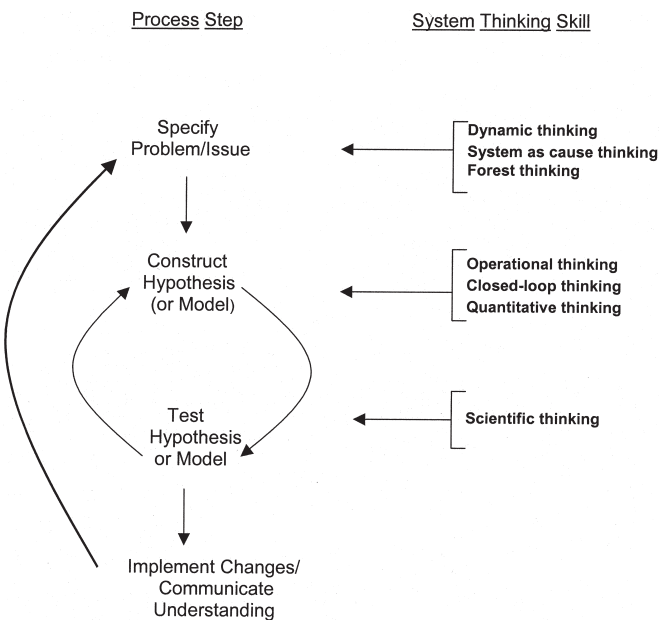 Process Step
System Thinking Skill
Specify
Problem/Issue
Dynamic thinking
System as cause thinking
Forest thinking
Construct
Hypothesis
(or Model)
Operational thinking
Closed-loop thinking
Quantitative thinking
Test
Hypothesis
or Model
Scientific thinking
Implement Changes/
Communicate
Understanding